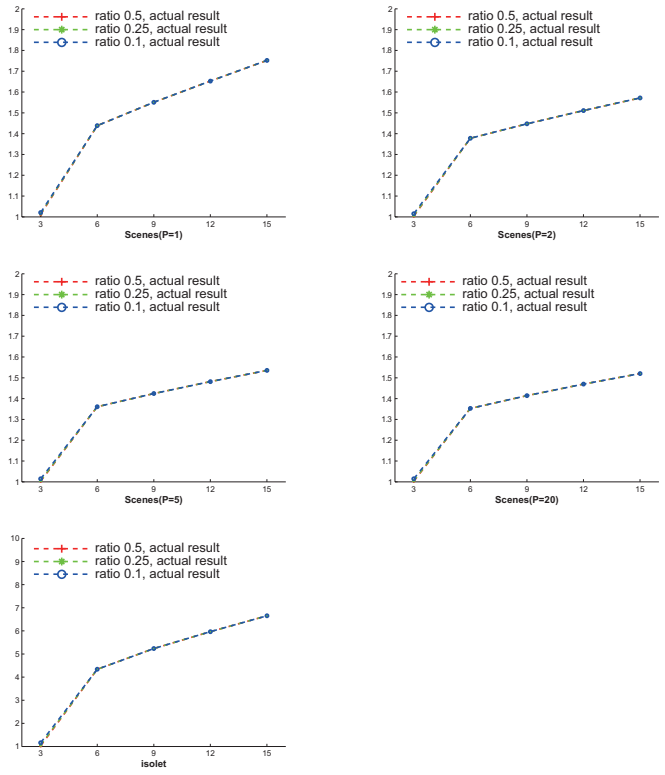 2
1.9
1.8
1.7
1.6
1.5
1.4
1.3
1.2
1.1
1
ratio 0.5, actual result
ratio 0.25, actual result
ratio 0.1, actual result
3 6 9 12 15
Scenes(P=1)
2
1.9
1.8
1.7
1.6
1.5
1.4
1.3
1.2
1.1
1
ratio 0.5, actual result
ratio 0.25, actual result
ratio 0.1, actual result
3 6 9 12 15
Scenes(P=2)
2
1.9
1.8
1.7
1.6
1.5
1.4
1.3
1.2
1.1
1
ratio 0.5, actual result
ratio 0.25, actual result
ratio 0.1, actual result
3 6 9 12 15
Scenes(P=5)
2
1.9
1.8
1.7
1.6
1.5
1.4
1.3
1.2
1.1
1
ratio 0.5, actual result
ratio 0.25, actual result
ratio 0.1, actual result
3 6 9 12 15
Scenes(P=20)
10
9
8
7
6
5
4
3
2
1
ratio 0.5, actual result
ratio 0.25, actual result
ratio 0.1, actual result
3 6 9 12 15
isolet